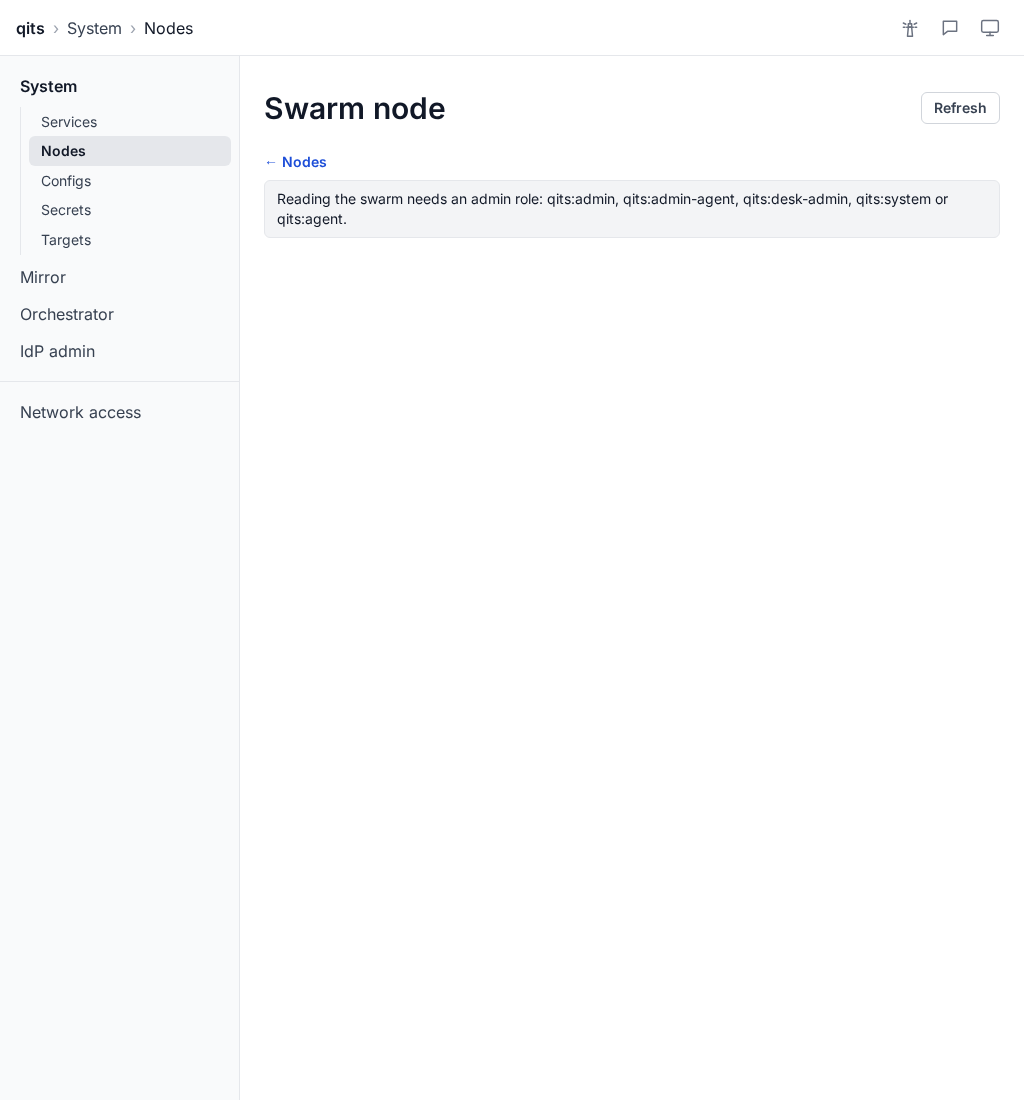 qits › System › Nodes
System
Services
Nodes
Configs
Secrets
Targets
Mirror
Orchestrator
IdP admin
Network access
Swarm node
Refresh
← Nodes
Reading the swarm needs an admin role: qits:admin, qits:admin-agent, qits:desk-admin, qits:system or
qits:agent.